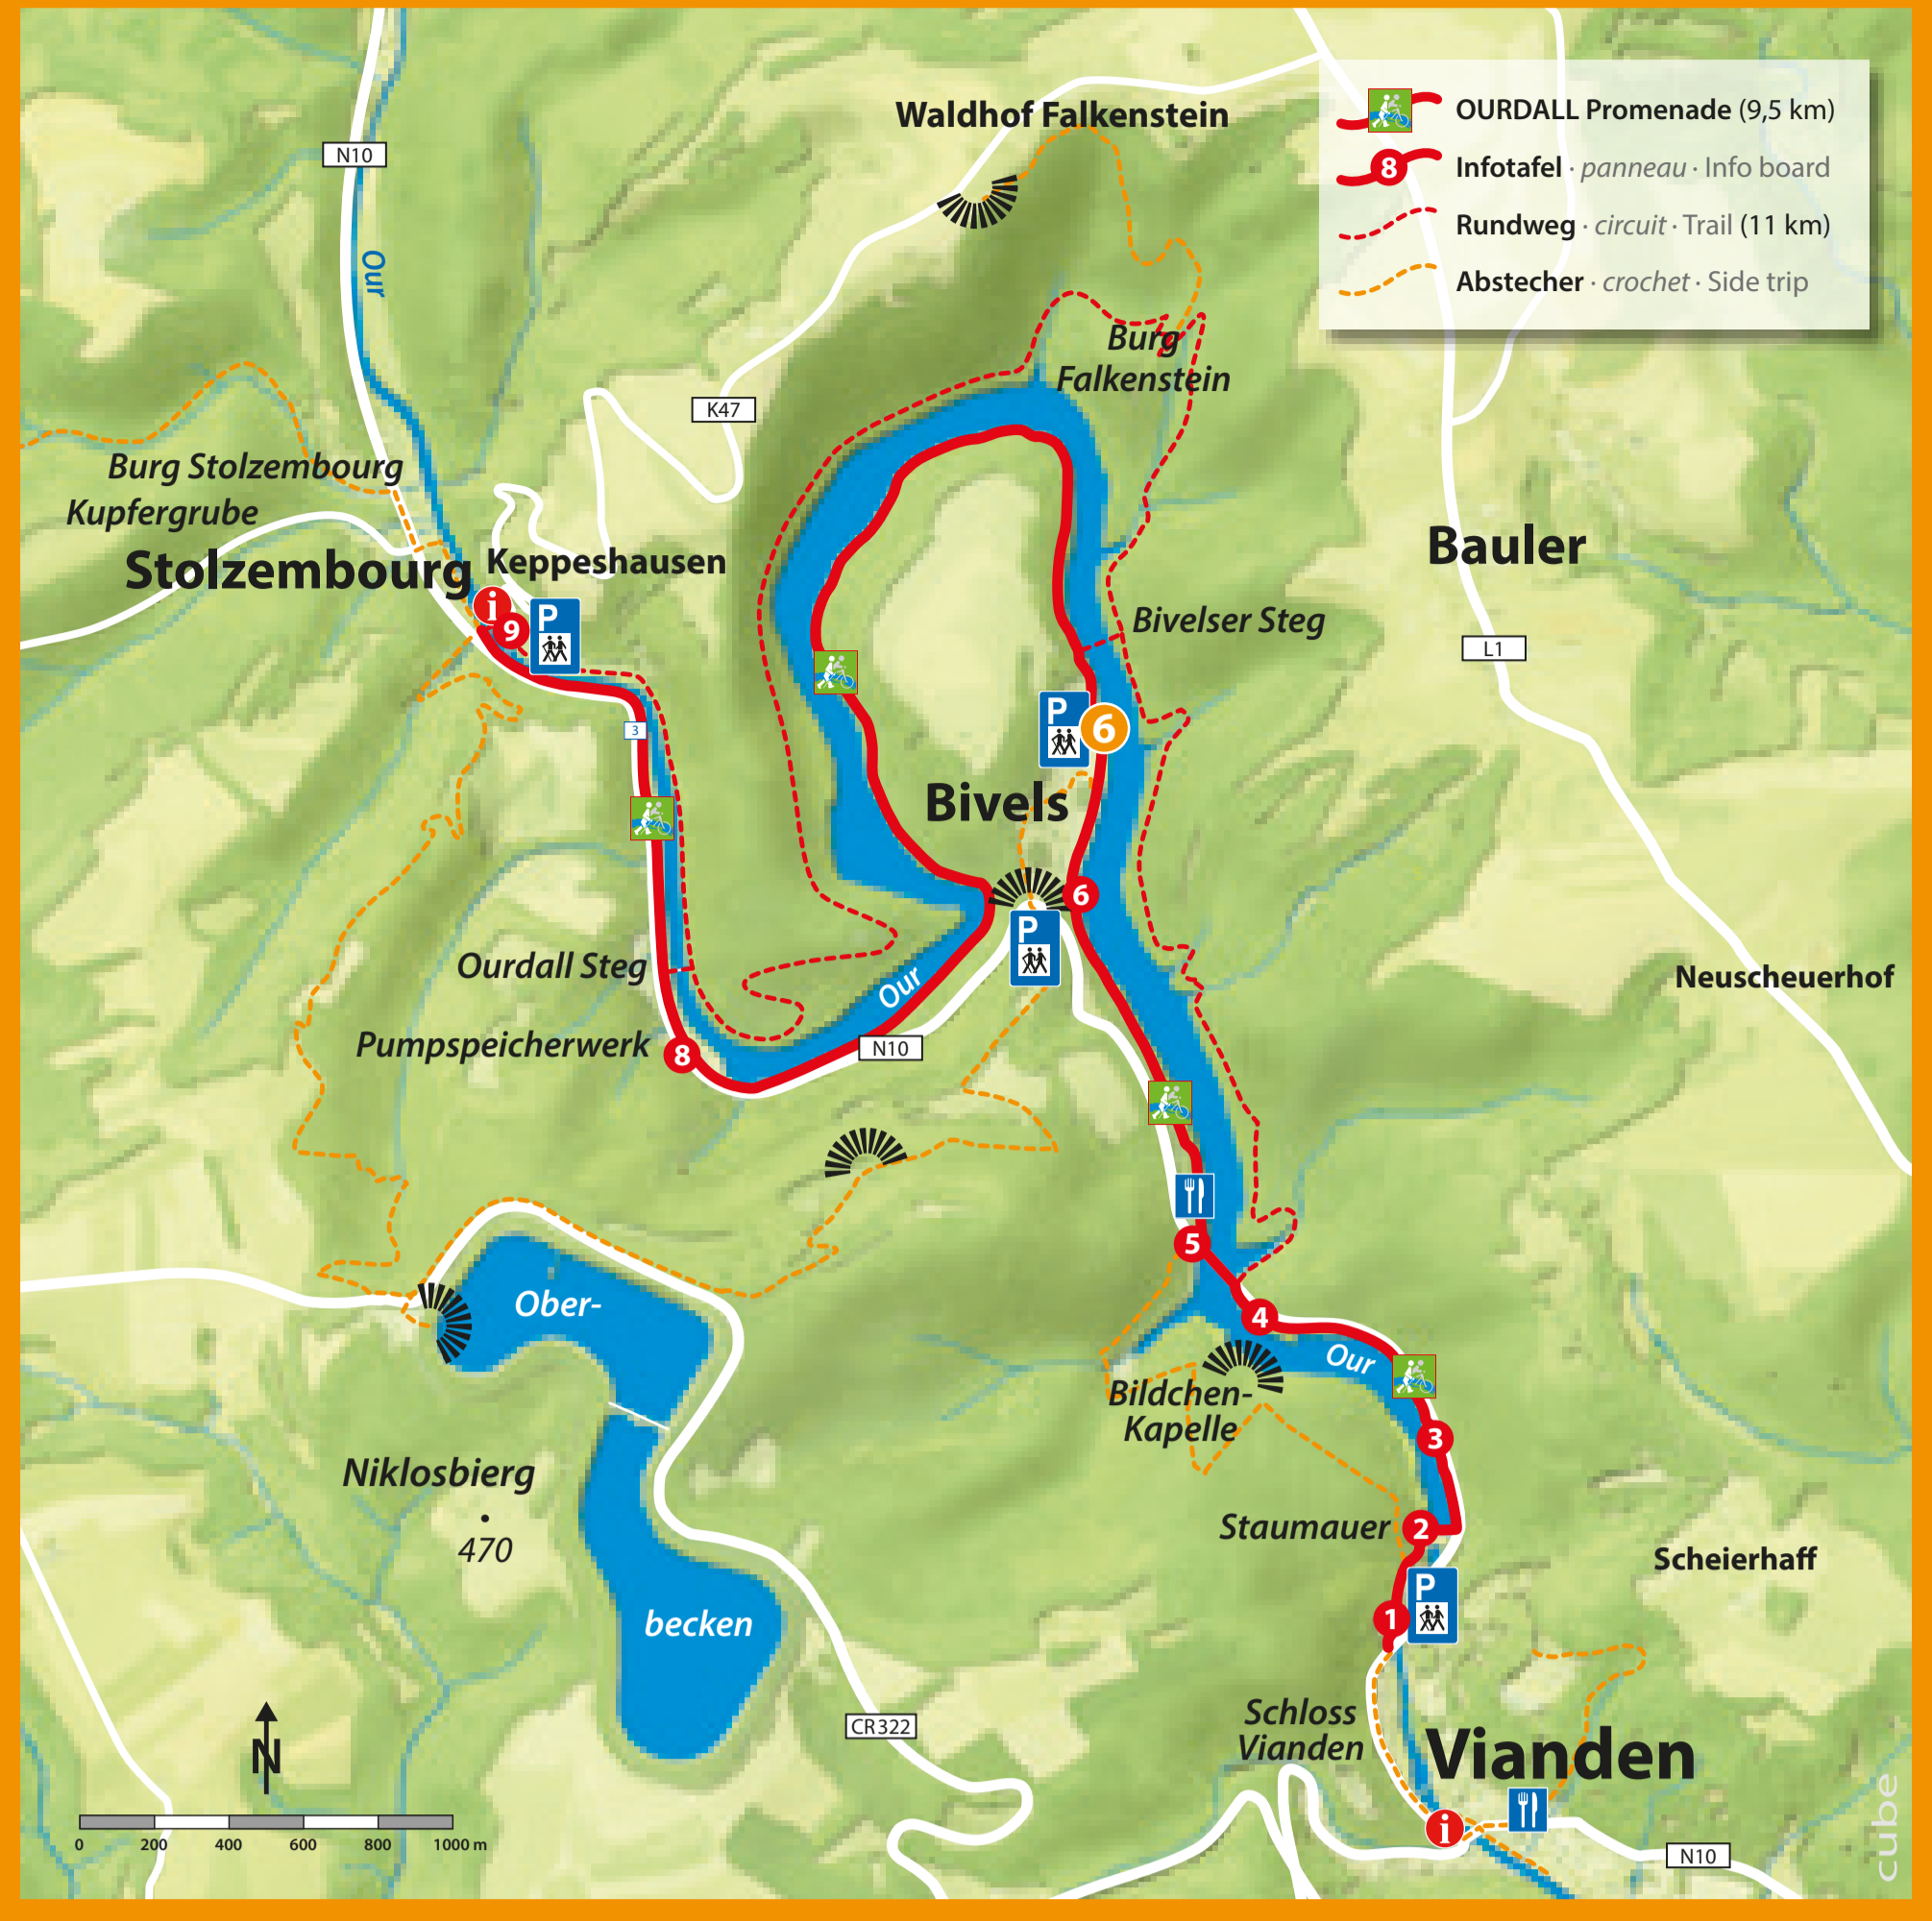 Waldhof Falkenstein
OURDALL Promenade (9,5 km)
8 Infotafel · panneau · Info board
Rundweg · circuit · Trail (11 km)
Abstecher · crochet · Side trip
N10
Our
Burg
Falkenstein
K47
Burg Stolzembourg
Kupfergrube
Stolzembourg
Keppeshausen
Bauler
i
9
P
Bivelser Steg
L1
3
P
6
Bivels
6
P
Ourdall Steg
Our
Neuscheuerhof
Pumpspeicherwerk
8
N10
5
Ober-
4
Our
Bildchen-
Kapelle
3
Niklosbierg
470
Staumauer
2
Scheierhaff
P
1
becken
Schloss
Vianden
CR 322
Vianden
N
i
N10
0 200 400 600 800 1000 m
cube